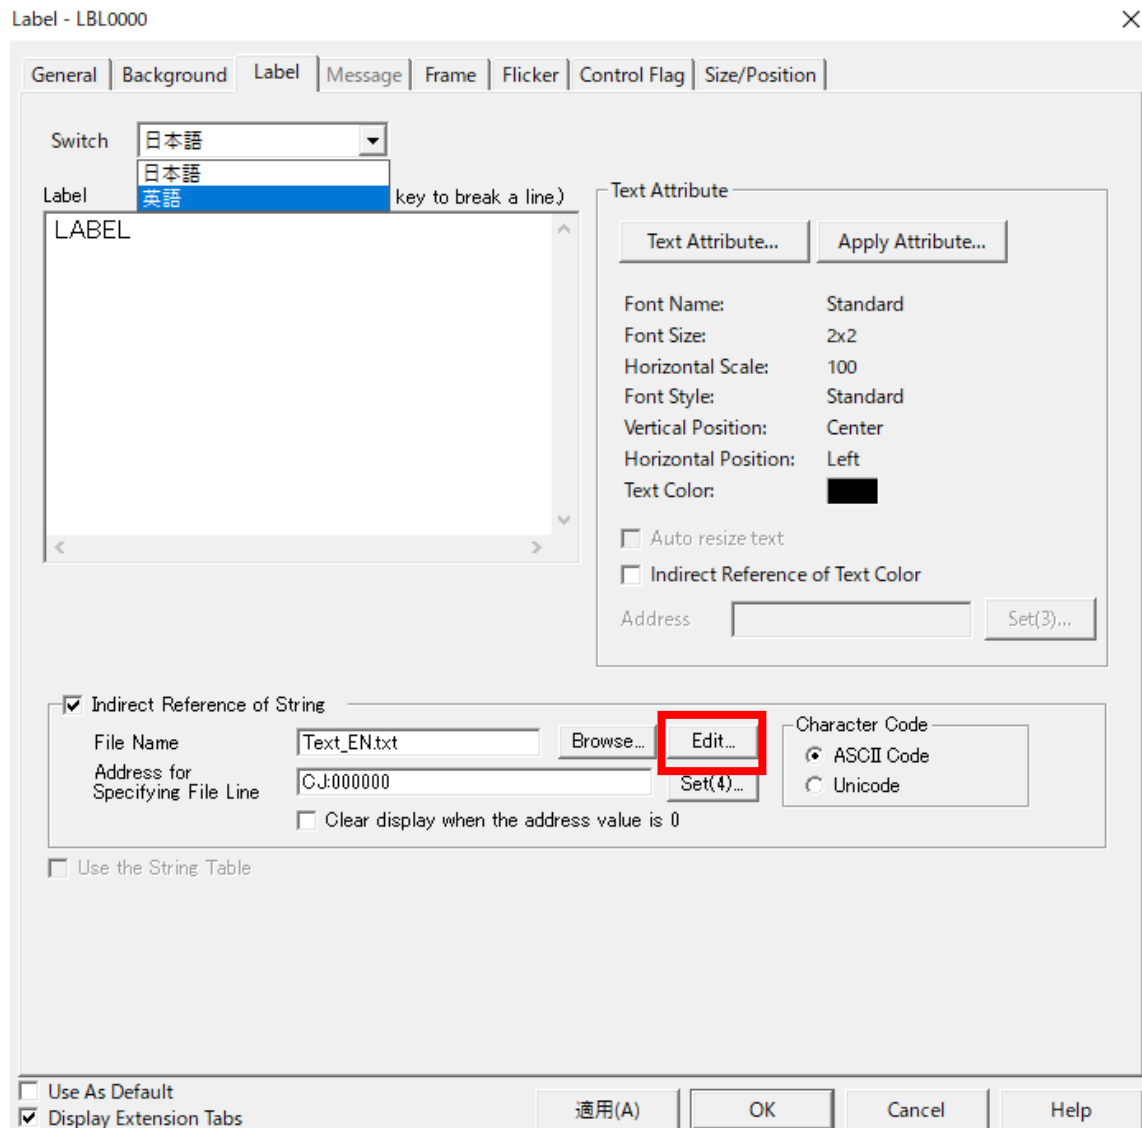 Label - LBL0000
General Background Label Message Frame Flicker Control Flag Size/Position
Switch 日本語
日本語
Label 英語 key to break a line.)
LABEL
Text Attribute
Text Attribute... Apply Attribute...
Font Name: Standard
Font Size: 2x2
Horizontal Scale: 100
Font Style: Standard
Vertical Position: Center
Horizontal Position: Left
Text Color:
Auto resize text
Indirect Reference of Text Color
Address Set(3)...
Indirect Reference of String
File Name Text_EN.txt Browse... Edit...
Address for
Specifying File Line CJ:000000 Set(4)...
Clear display when the address value is 0
Character Code
ASCII Code
Unicode
Use the String Table
Use As Default
Display Extension Tabs
適用(A) OK Cancel Help